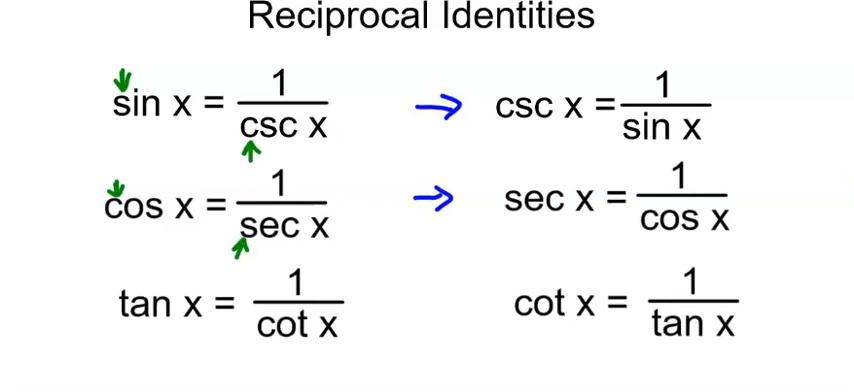 Reciprocal Identities
sin x = 1/csc x → csc x = 1/sin x
cos x = 1/sec x → sec x = 1/cos x
tan x = 1/cot x cot x = 1/tan x